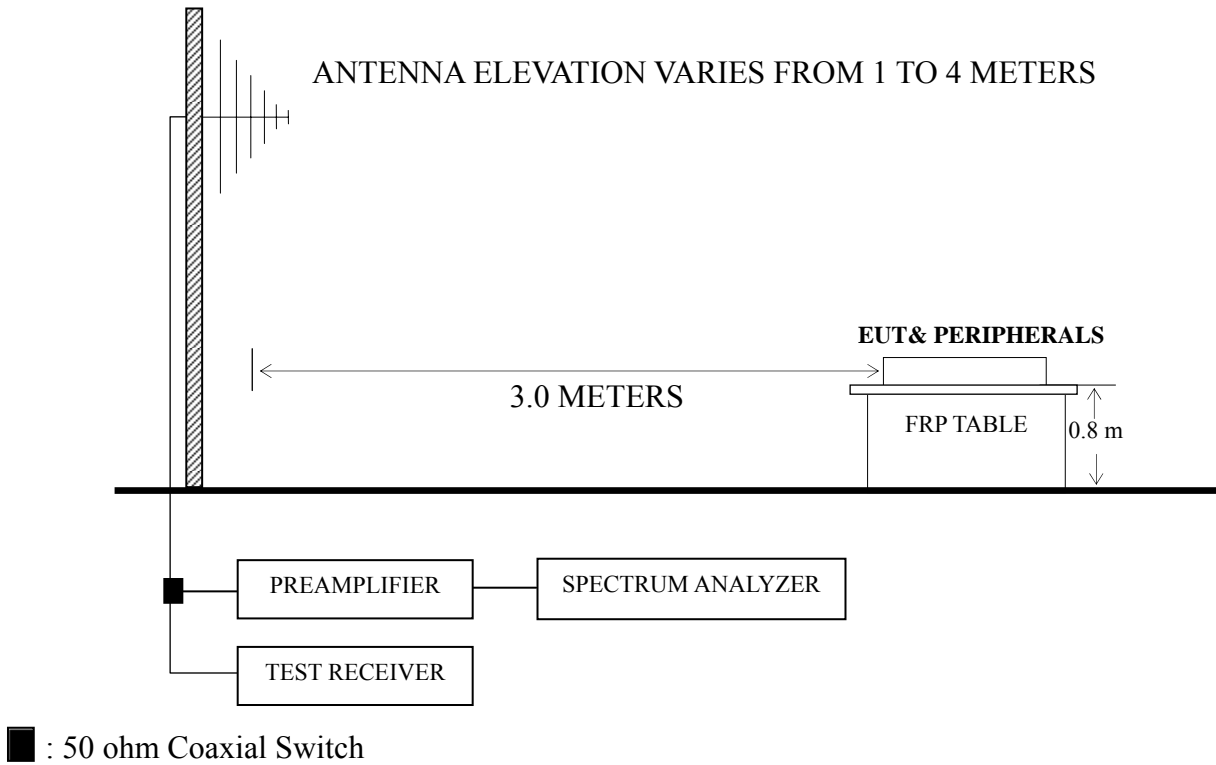 ANTENNA ELEVATION VARIES FROM 1 TO 4 METERS
EUT& PERIPHERALS
3.0 METERS
FRP TABLE
0.8 m
PREAMPLIFIER
SPECTRUM ANALYZER
TEST RECEIVER
: 50 ohm Coaxial Switch